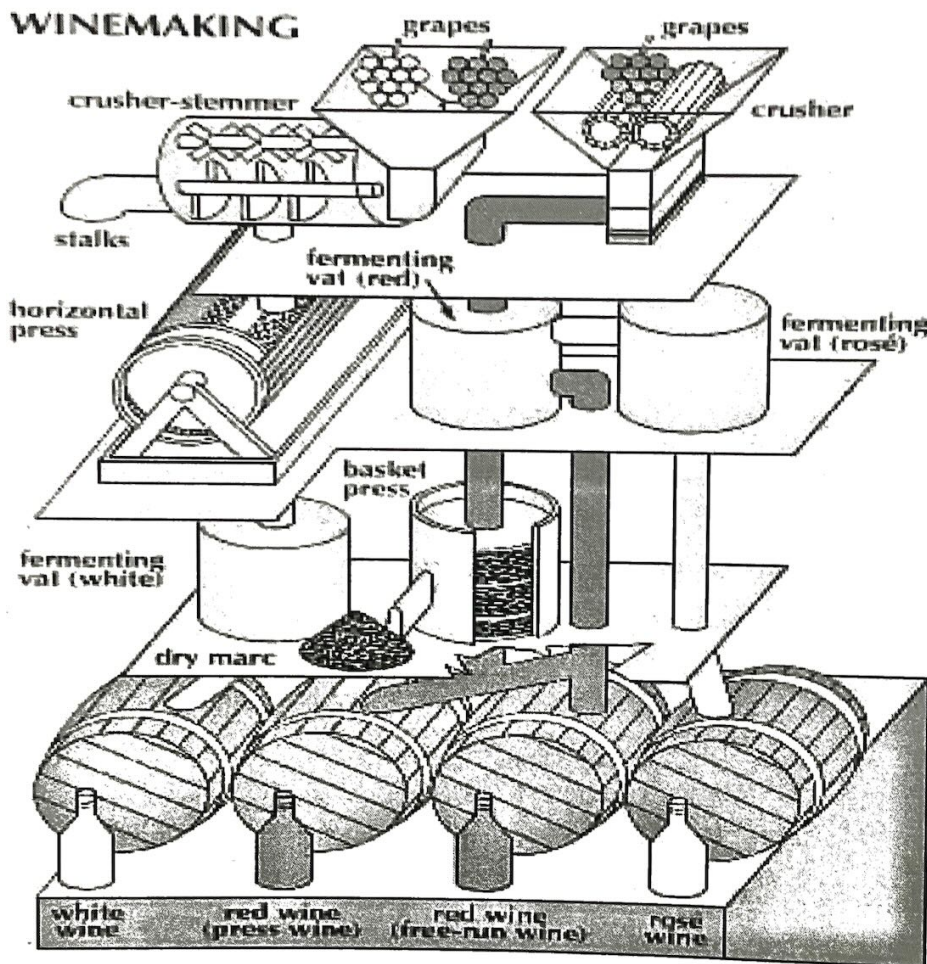 WINEMAKING
grapes
grapes
crusher-stemmer
crusher
stalks
fermenting
vat (red)
horizontal
press
fermenting
vat (rosé)
basket
press
fermenting
vat (white)
dry marc
white
wine
red wine
(press wine)
red wine
(free-run wine)
rosé
wine